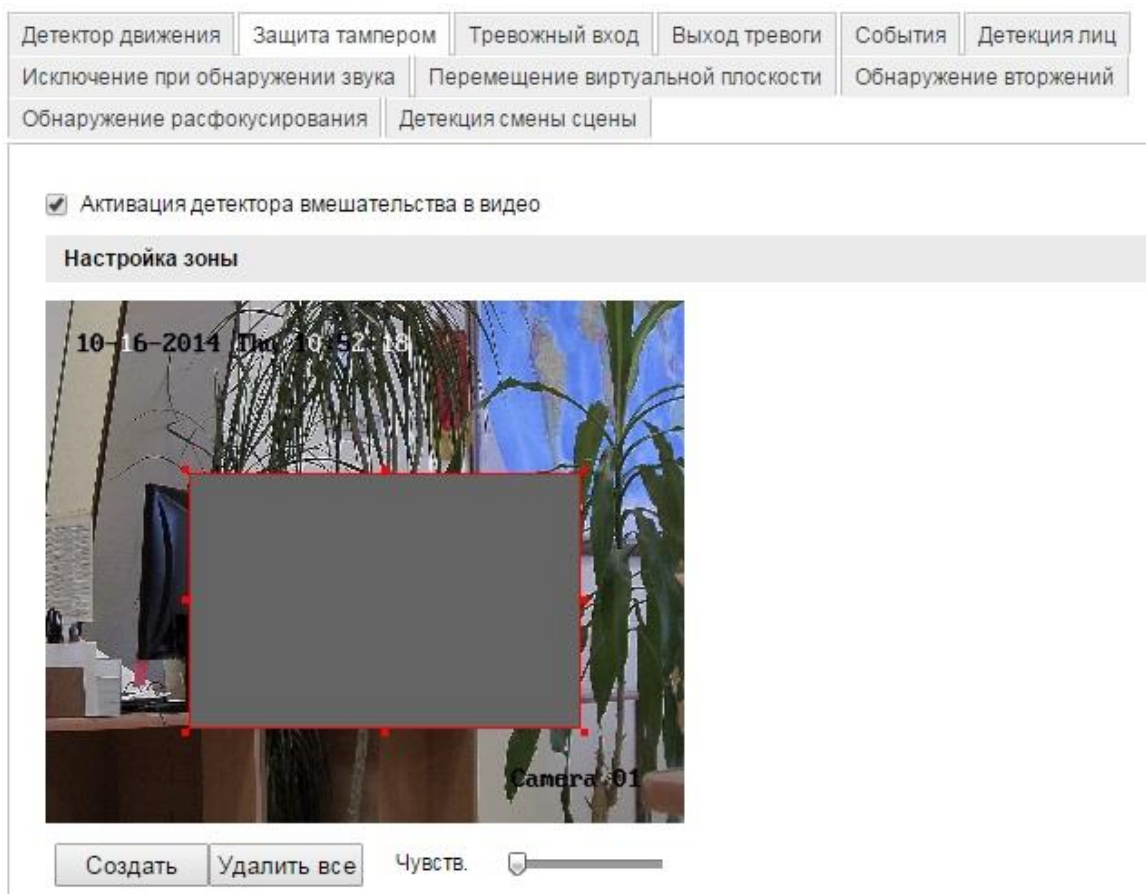 Детектор движения Защита тампером Тревожный вход Выход тревоги События Детекция лиц
Исключение при обнаружении звука Перемещение виртуальной плоскости Обнаружение вторжений
Обнаружение расфокусирования Детекция смены сцены
Активация детектора вмешательства в видео
Настройка зоны
10-16-2014 Thu 10:52:18
Camera 01
Создать Удалить все Чувств.